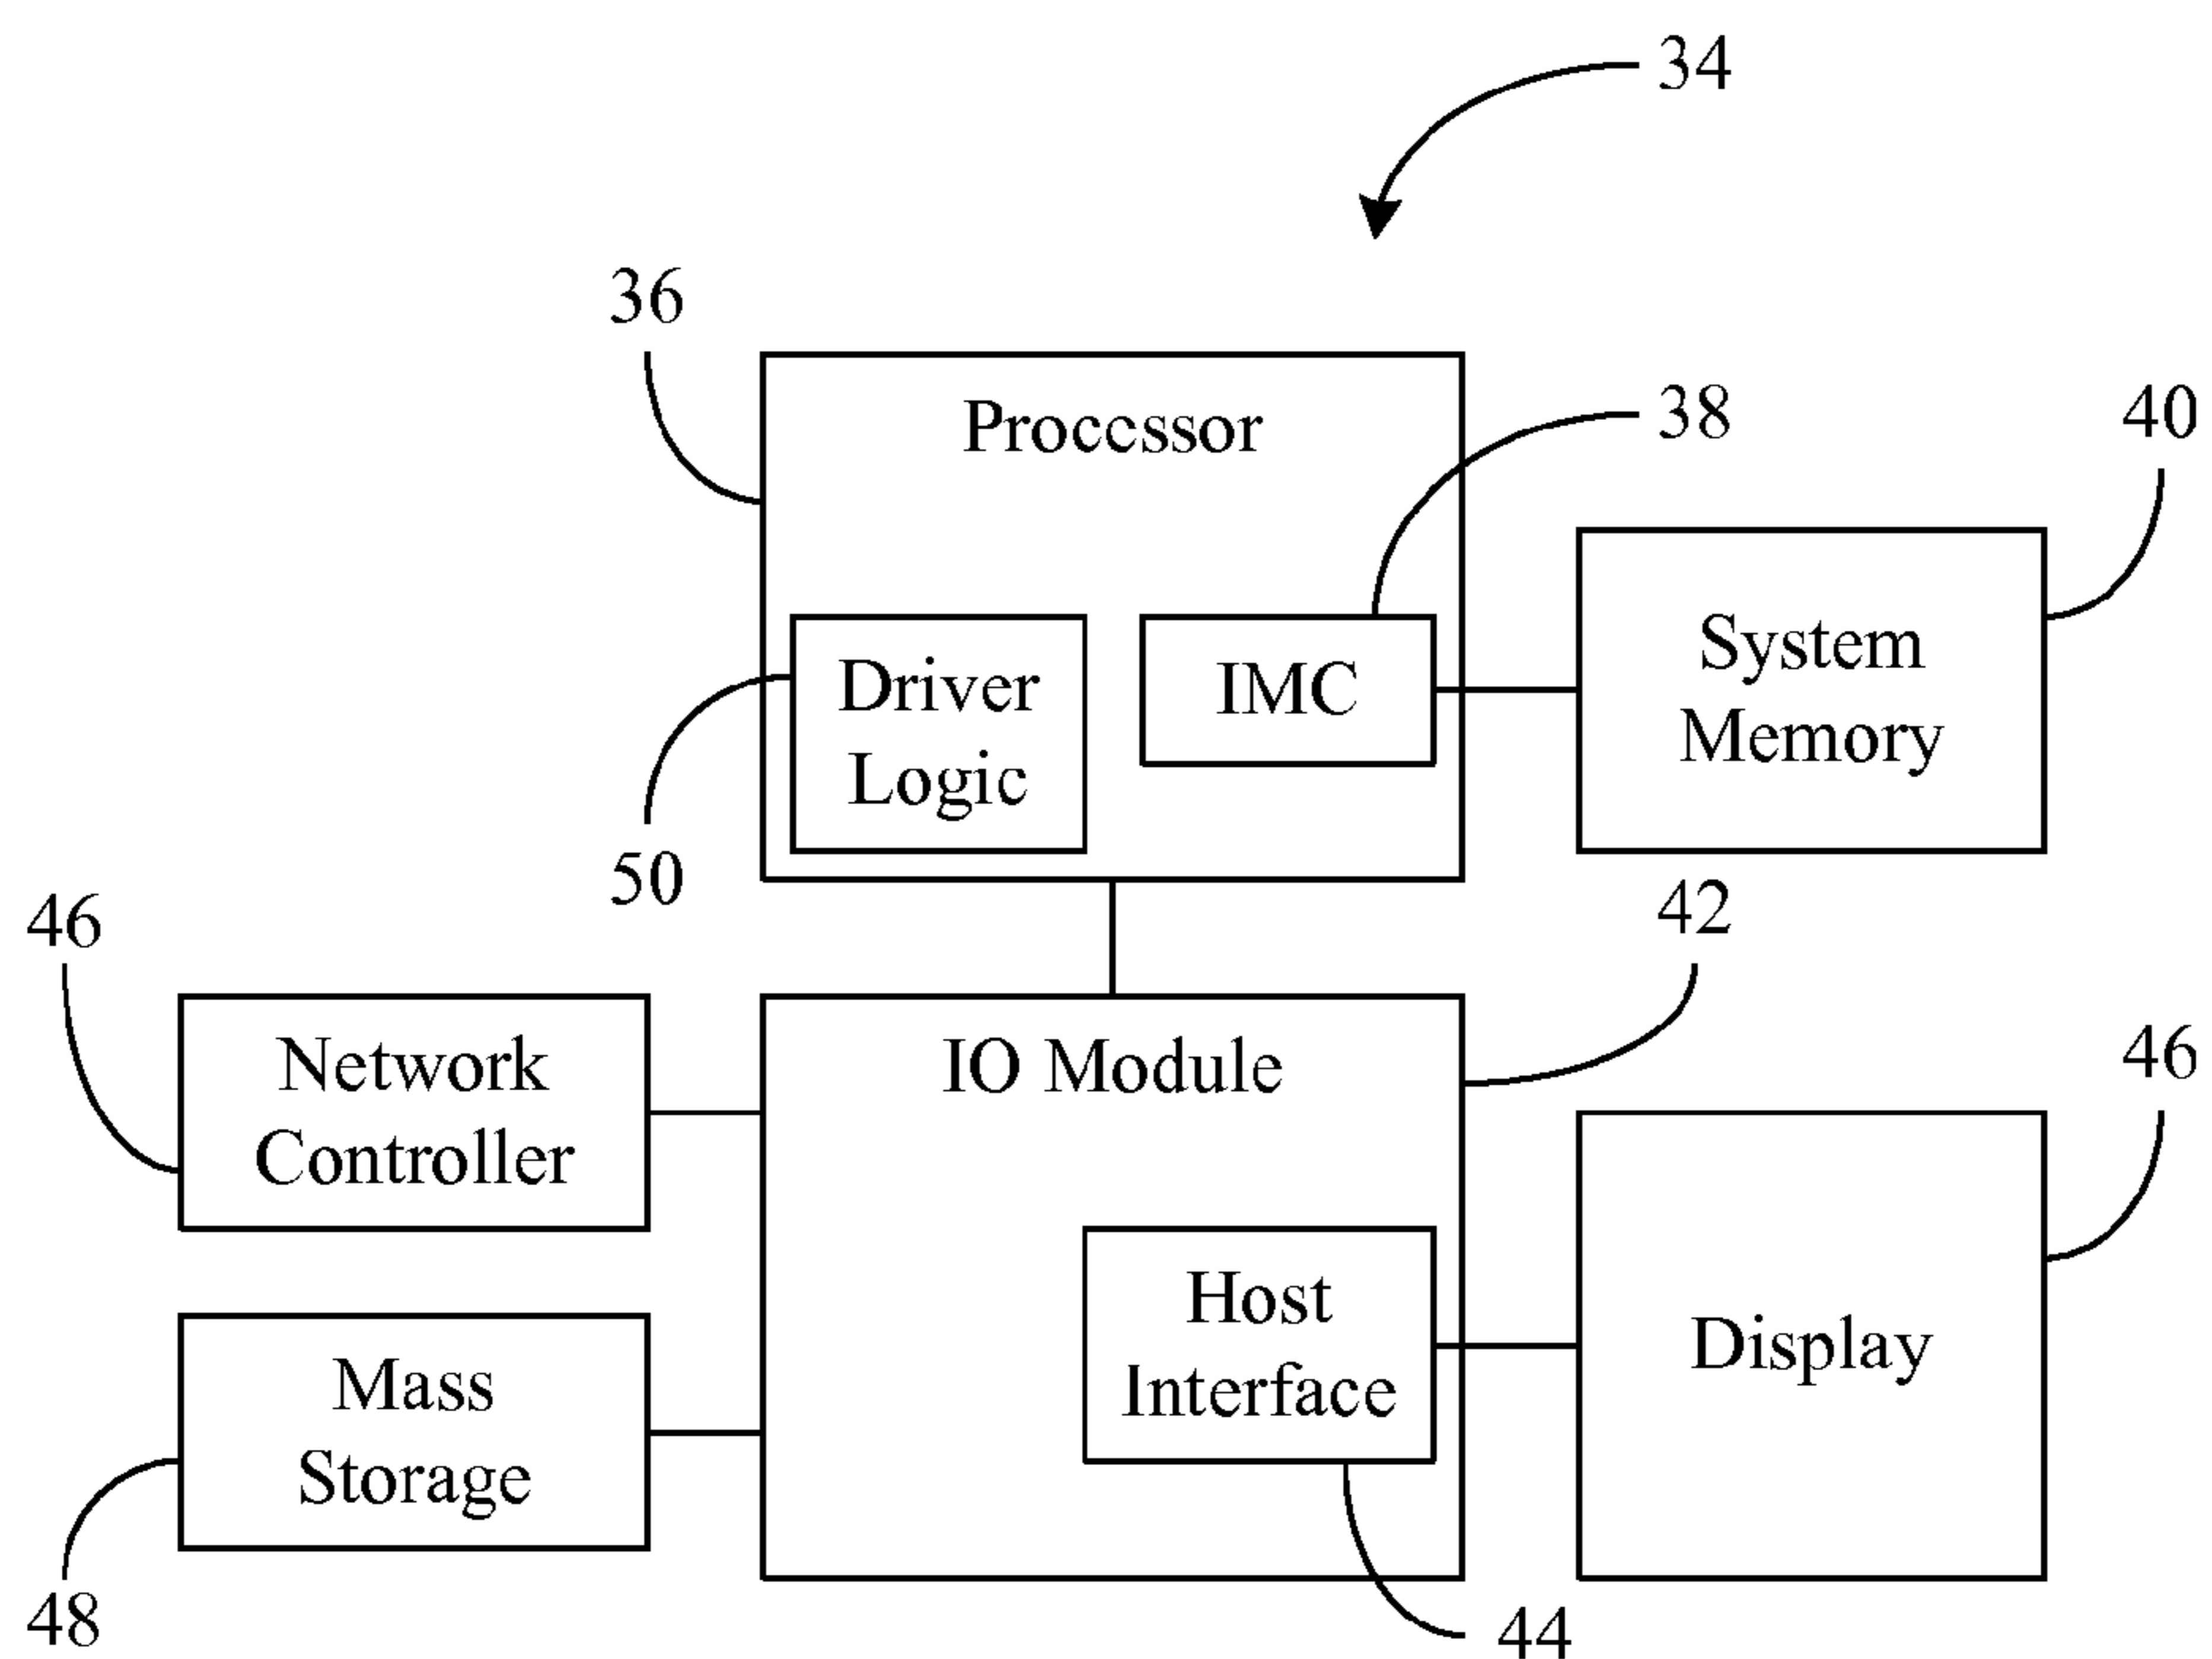 34
36
Processor
38
40
Driver
Logic
IMC
System
Memory
50
42
46
Network
Controller
IO Module
46
Host
Interface
Display
Mass
Storage
48
44